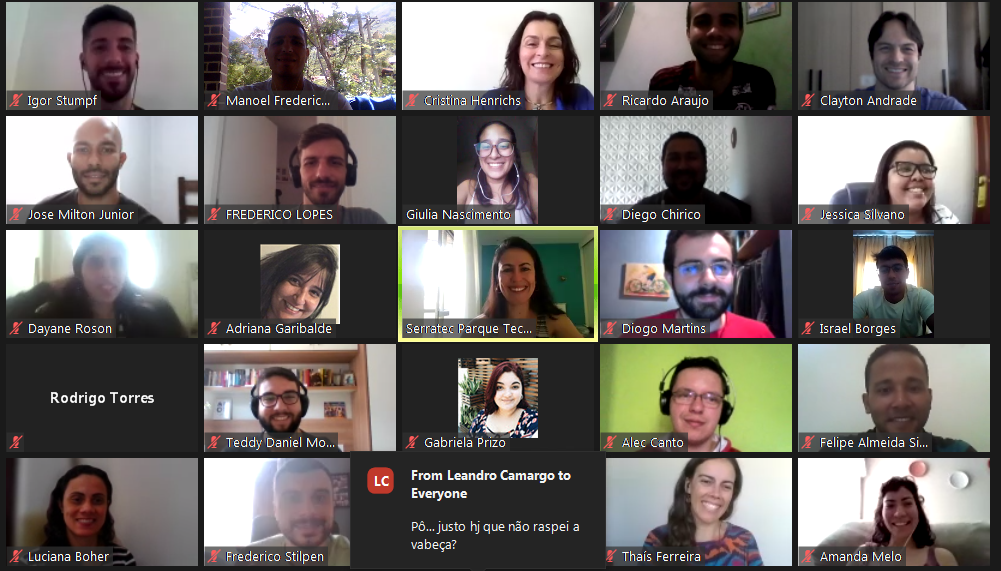 Igor Stumpf
Manoel Frederic...
Cristina Henrichs
Ricardo Araujo
Clayton Andrade
Jose Milton Junior
FREDERICO LOPES
Giulia Nascimento
Diego Chirico
Jessica Silvano
Dayane Roson
Adriana Garibalde
Serratec Parque Tec...
Diogo Martins
Israel Borges
Rodrigo Torres
Teddy Daniel Mo...
Gabriela Prizo
Alec Canto
Felipe Almeida Si...
Luciana Boher
Frederico Stilpen
LC
From Leandro Camargo to
Everyone
Pô... justo hj que não raspei a
vabeça?
Thaís Ferreira
Amanda Melo